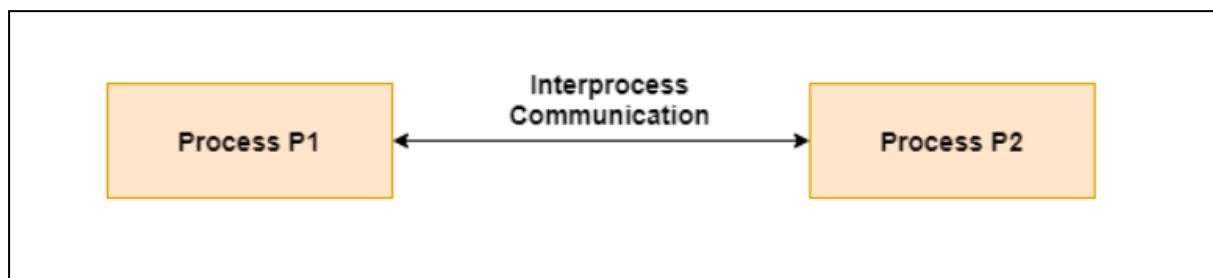 Interprocess
Communication
Process P1
Process P2